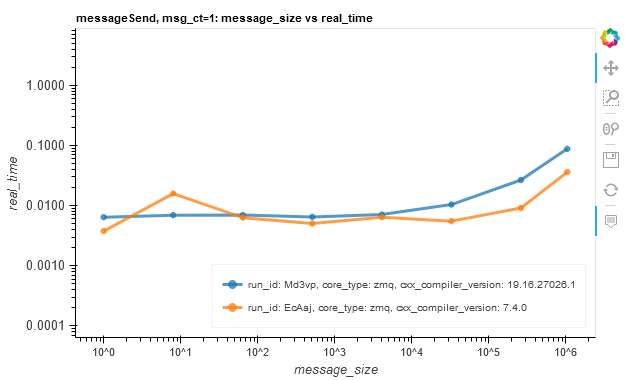 messageSend, msg_ct=1: message_size vs real_time
1.0000
0.1000
0.0100
0.0010
0.0001
real_time
run_id: Md3vp, core_type: zmq, cxx_compiler_version: 19.16.27026.1
run_id: EcAaj, core_type: zmq, cxx_compiler_version: 7.4.0
10^0 10^1 10^2 10^3 10^4 10^5 10^6
message_size